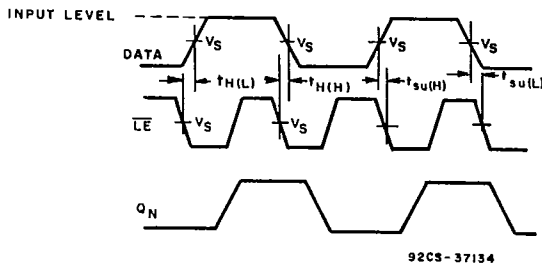 INPUT LEVEL
DATA
VS VS VS VS
tH(L) tH(H) tsu(H) tsu(L)
LE VS VS
QN
92CS-37134